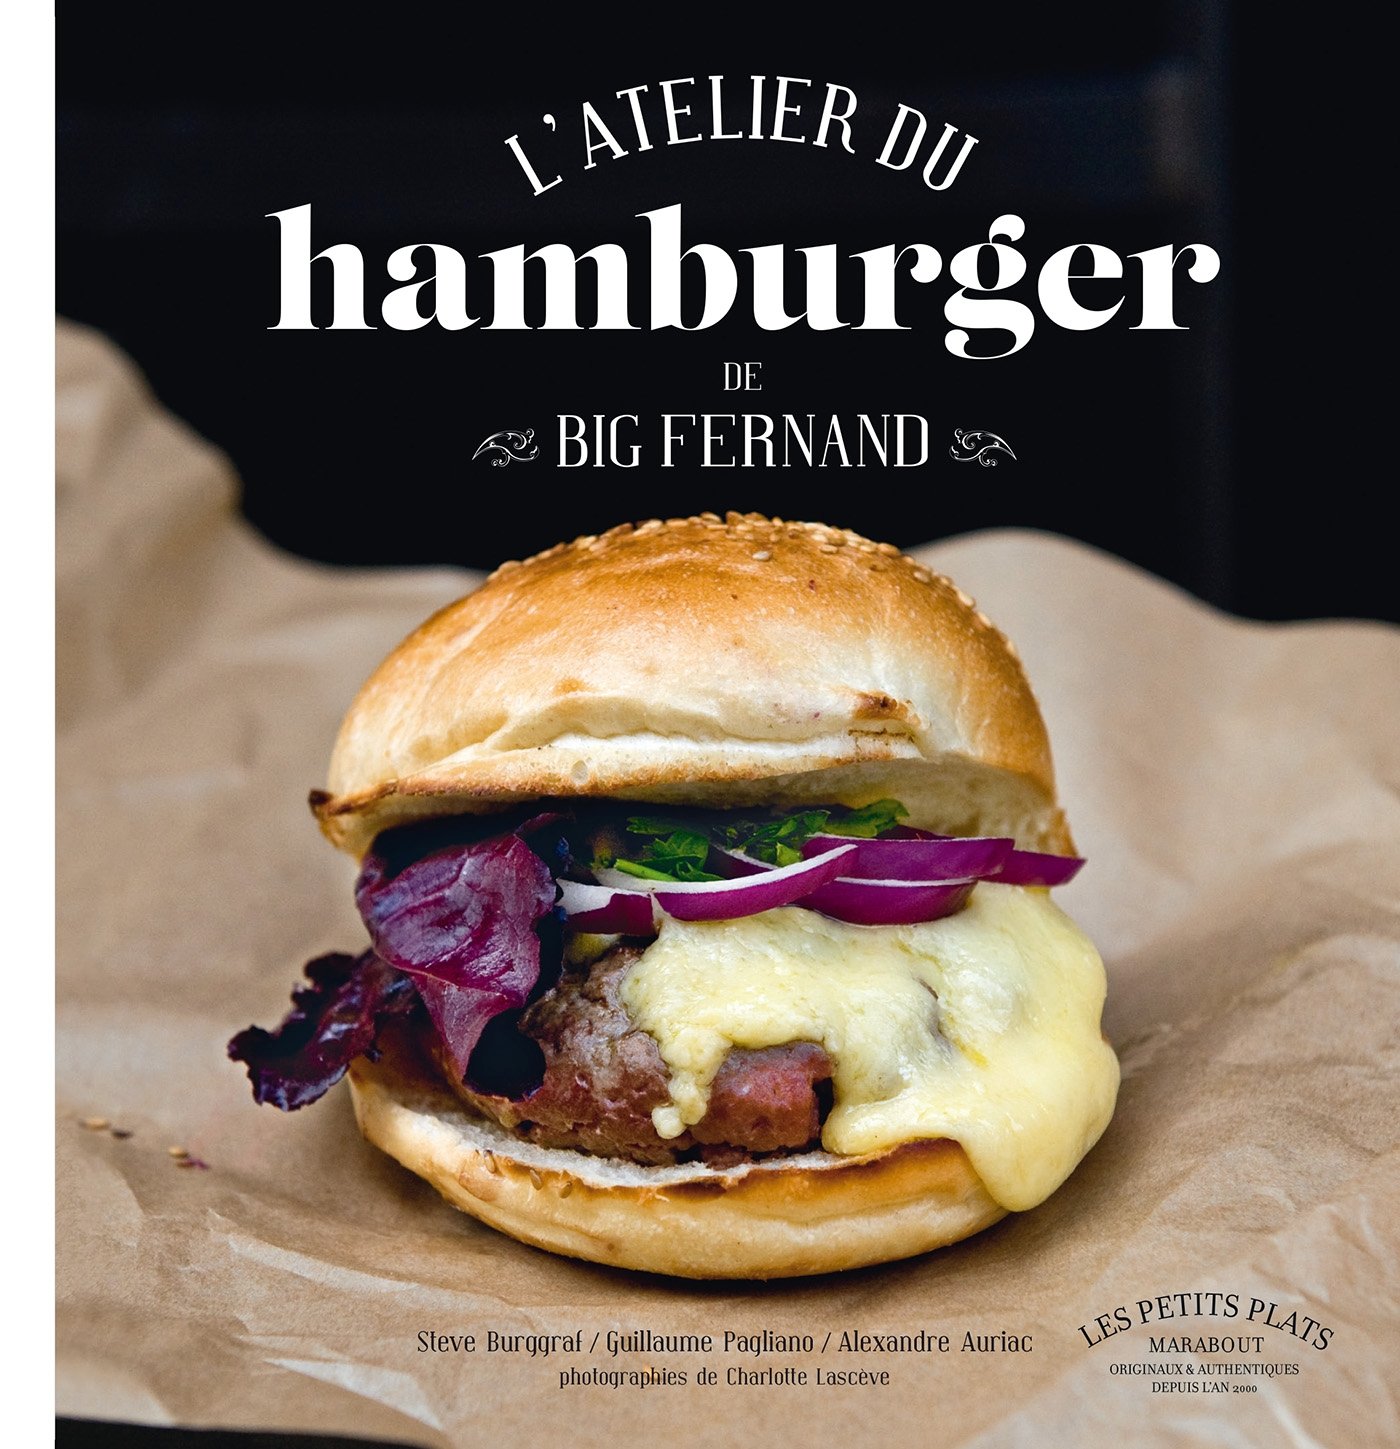 L'ATELIER DU
hamburger
DE
BIG FERNAND
Steve Burggraf / Guillaume Pagliano / Alexandre Auriac
photographies de Charlotte Lascève
LES PETITS PLATS
MARABOUT
ORIGINAUX & AUTHENTIQUES
DEPUIS L'AN 2000